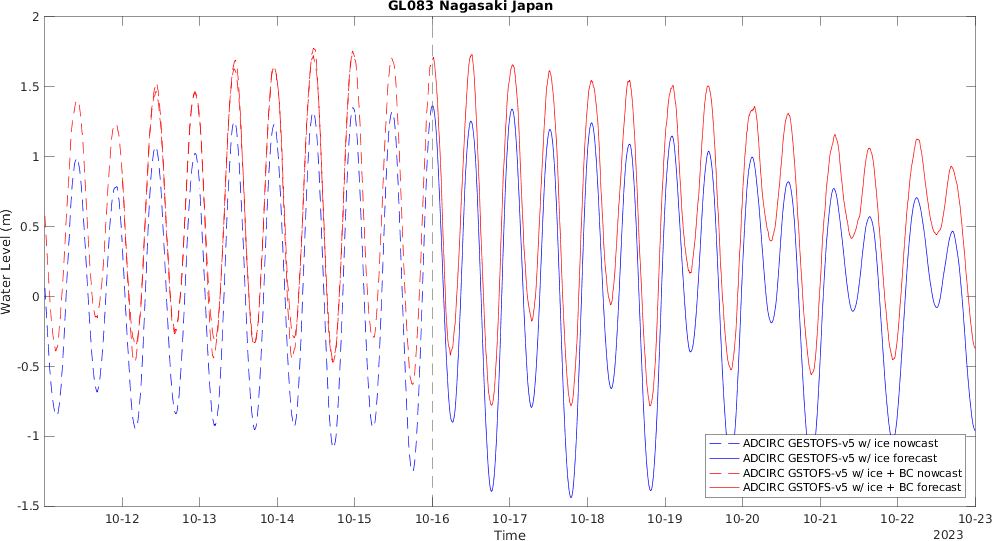 GL083 Nagasaki Japan
2
1.5
1
0.5
0
-0.5
-1
-1.5
Water Level (m)
ADCIRC GESTOFS-v5 w/ ice nowcast
ADCIRC GESTOFS-v5 w/ ice forecast
ADCIRC GSTOFS-v5 w/ ice + BC nowcast
ADCIRC GSTOFS-v5 w/ ice + BC forecast
10-12 10-13 10-14 10-15 10-16 10-17 10-18 10-19 10-20 10-21 10-22 10-23
Time
2023